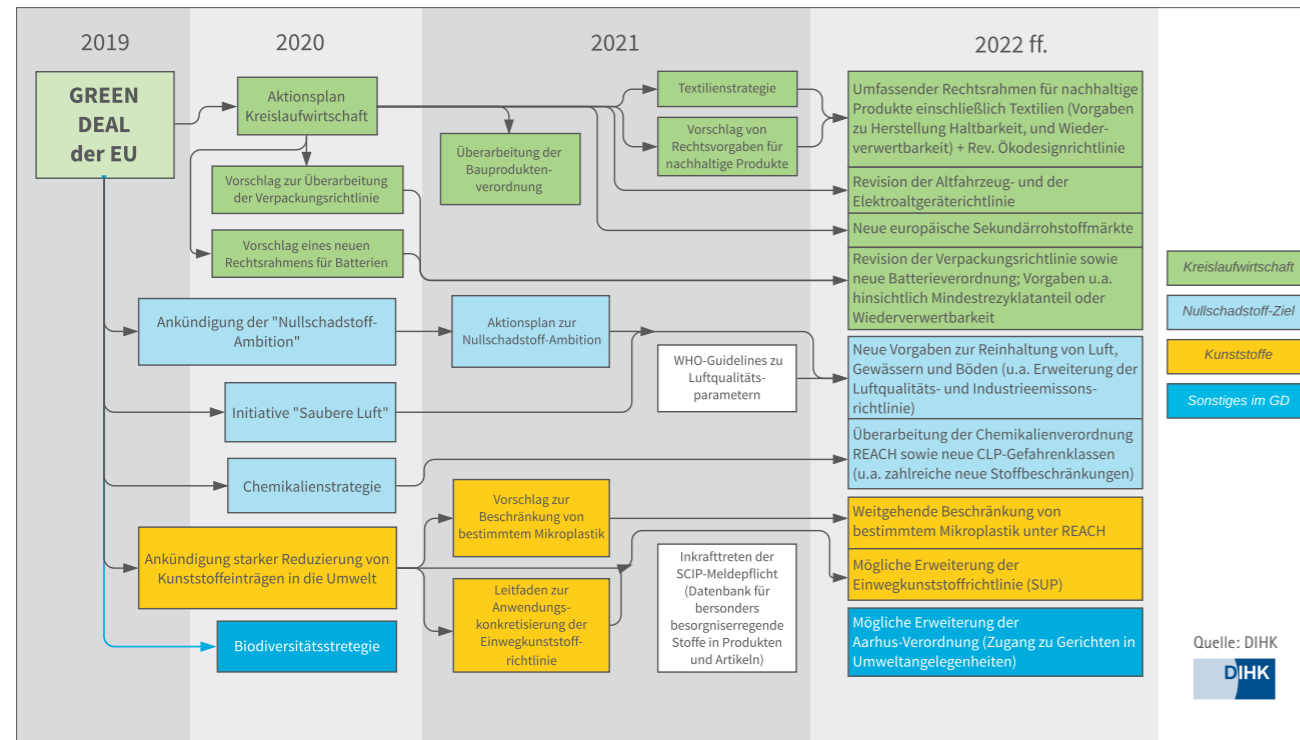 2019
2020
2021
2022 ff.
GREEN
DEAL
der EU
Aktionsplan
Kreislaufwirtschaft
Vorschlag zur Überarbeitung
der Verpackungsrichtlinie
Vorschlag eines neuen
Rechtsrahmens für Batterien
Ankündigung der "Nullschadstoff-
Ambition"
Initiative "Saubere Luft"
Chemikalienstrategie
Ankündigung starker Reduzierung von
Kunststoffeinträgen in die Umwelt
Biodiversitätsstretegie
Überarbeitung der
Bauprodukten-
verordnung
Textilienstrategie
Vorschlag von
Rechtsvorgaben für
nachhaltige Produkte
Aktionsplan zur
Nullschadstoff-Ambition
WHO-Guidelines zu
Luftqualitäts-
parametern
Vorschlag zur
Beschränkung von
bestimmtem Mikroplastik
Leitfaden zur
Anwendungs-
konkretisierung der
Einwegkunststoff-
richtlinie
Inkrafttreten der
SCIP-Meldepflicht
(Datenbank für
bersonders
besorgniserregende
Stoffe in Produkten
und Artikeln)
Umfassender Rechtsrahmen für nachhaltige
Produkte einschließlich Textilien (Vorgaben
zu Herstellung Haltbarkeit, und Wieder-
verwertbarkeit) + Rev. Ökodesignrichtlinie
Revision der Altfahrzeug- und der
Elektroaltgeräterichtlinie
Neue europäische Sekundärrohstoffmärkte
Revision der Verpackungsrichtlinie sowie
neue Batterieverordnung; Vorgaben u.a.
hinsichtlich Mindestrezyklatanteil oder
Wiederverwertbarkeit
Neue Vorgaben zur Reinhaltung von Luft,
Gewässern und Böden (u.a. Erweiterung der
Luftqualitäts- und Industrieemissons-
richtlinie)
Überarbeitung der Chemikalienverordnung
REACH sowie neue CLP-Gefahrenklassen
(u.a. zahlreiche neue Stoffbeschränkungen)
Weitgehende Beschränkung von
bestimmtem Mikroplastik unter REACH
Mögliche Erweiterung der
Einwegkunststoffrichtlinie (SUP)
Mögliche Erweiterung der
Aarhus-Verordnung (Zugang zu Gerichten in
Umweltangelegenheiten)
Kreislaufwirtschaft
Nullschadstoff-Ziel
Kunststoffe
Sonstiges im GD
Quelle: DIHK
DIHK